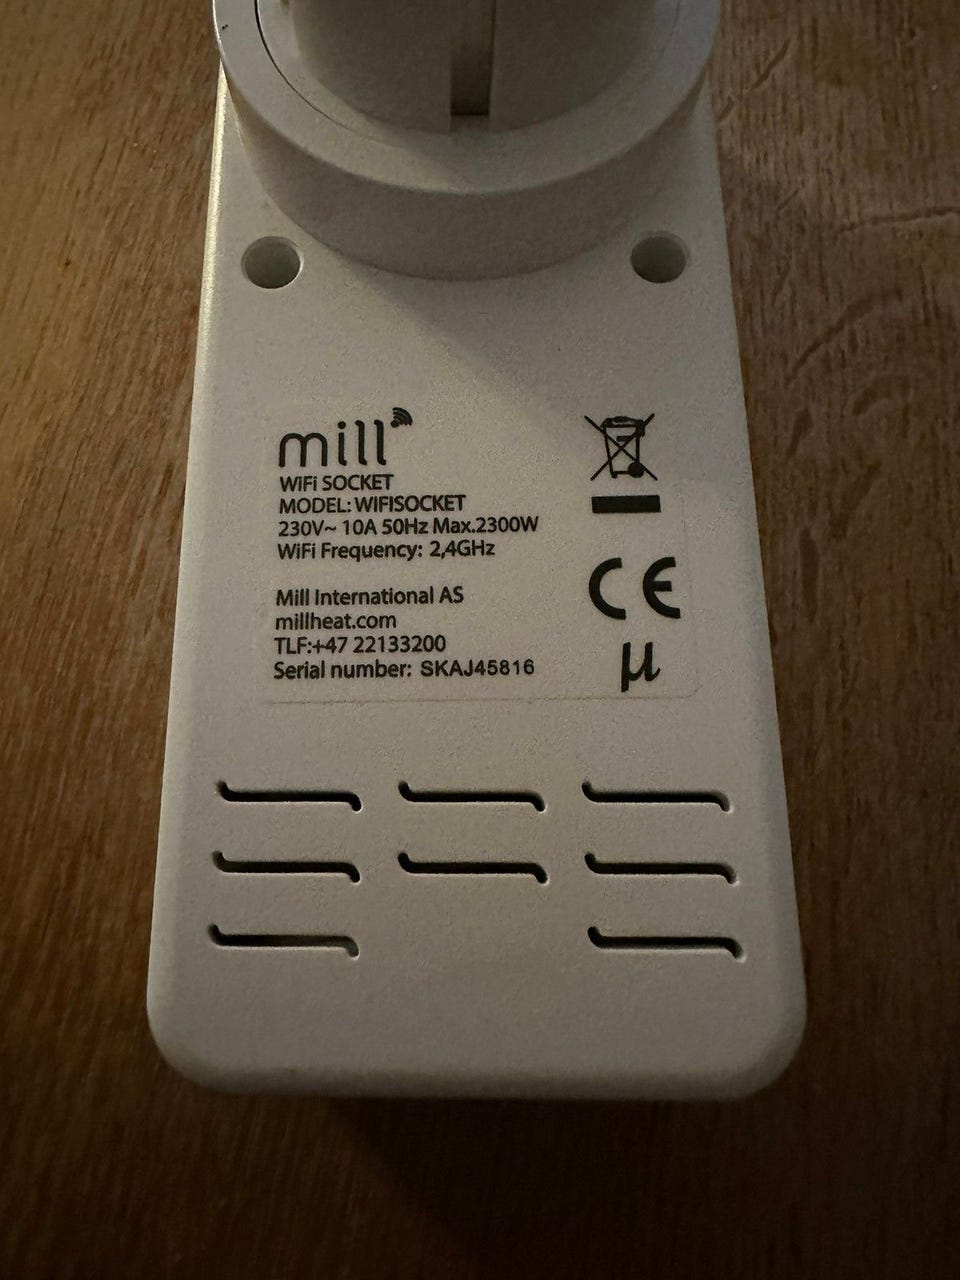 mill
WiFi SOCKET
MODEL: WIFISOCKET
230V~ 10A 50Hz Max.2300W
WiFi Frequency: 2,4GHz
Mill International AS
millheat.com
TLF:+47 22133200
Serial number: SKAJ45816
CE
µ